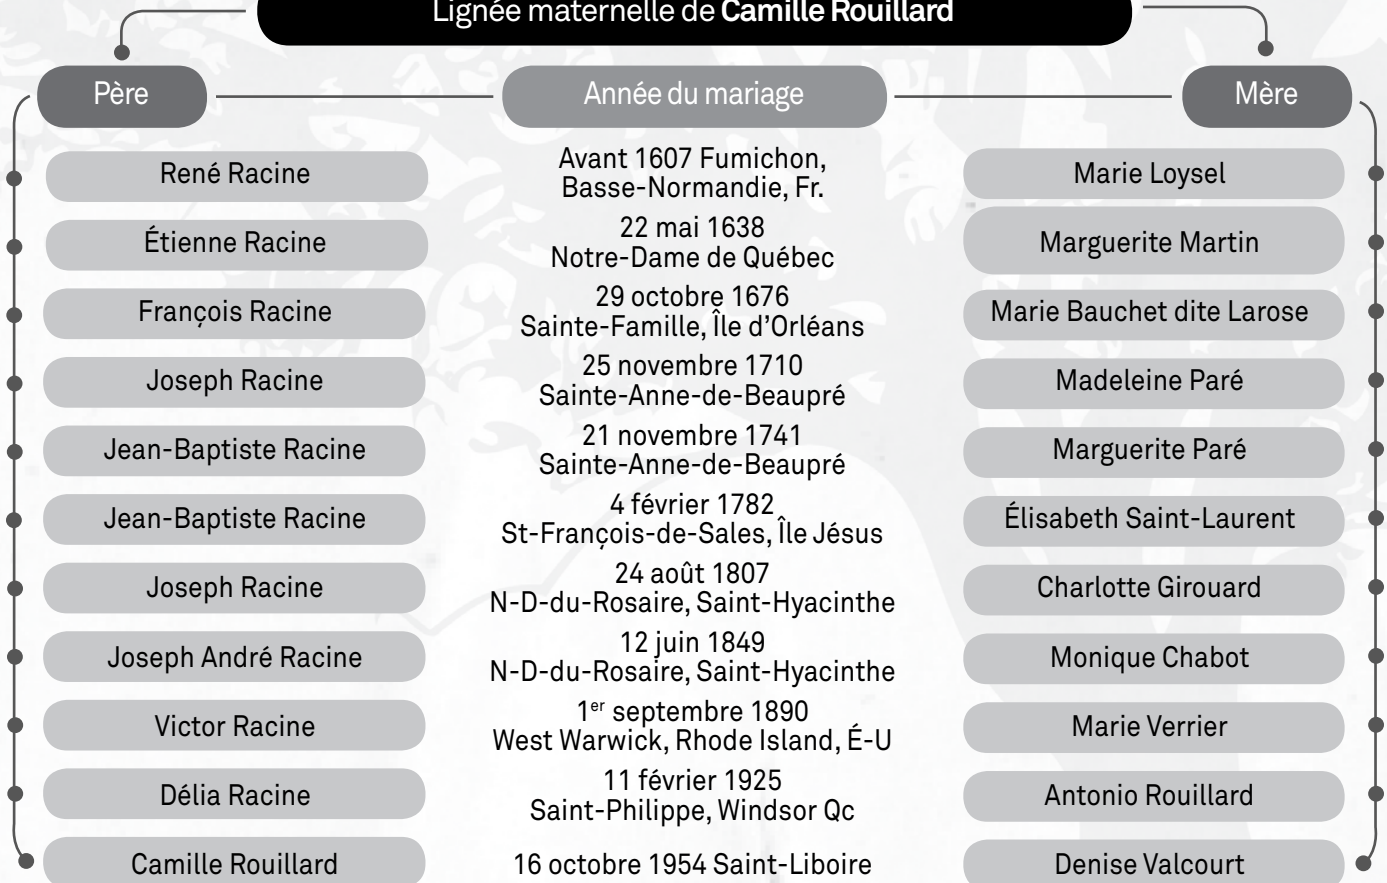 Lignée maternelle de Camille Rouillard
Père Année du mariage Mère
René Racine Avant 1607 Fumichon, Marie Loysel
Basse-Normandie, Fr.
Étienne Racine 22 mai 1638 Marguerite Martin
Notre-Dame de Québec
François Racine 29 octobre 1676 Marie Bauchet dite Larose
Sainte-Famille, Île d’Orléans
Joseph Racine 25 novembre 1710 Madeleine Paré
Sainte-Anne-de-Beaupré
Jean-Baptiste Racine 21 novembre 1741 Marguerite Paré
Sainte-Anne-de-Beaupré
Jean-Baptiste Racine 4 février 1782 Élisabeth Saint-Laurent
St-François-de-Sales, Île Jésus
Joseph Racine 24 août 1807 Charlotte Girouard
N-D-du-Rosaire, Saint-Hyacinthe
Joseph André Racine 12 juin 1849 Monique Chabot
N-D-du-Rosaire, Saint-Hyacinthe
Victor Racine 1er septembre 1890 Marie Verrier
West Warwick, Rhode Island, É-U
Délia Racine 11 février 1925 Antonio Rouillard
Saint-Philippe, Windsor Qc
Camille Rouillard 16 octobre 1954 Saint-Liboire Denise Valcourt